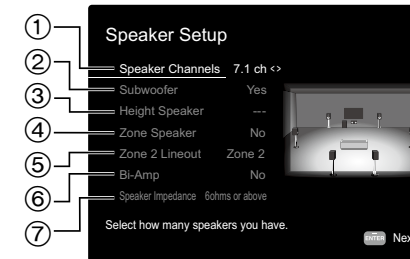 Speaker Setup
① Speaker Channels 7.1 ch <>
② Subwoofer Yes
③ Height Speaker ---
④ Zone Speaker No
⑤ Zone 2 Lineout Zone 2
⑥ Bi-Amp No
⑦ Speaker Impedance 6ohms or above
Select how many speakers you have.
ENTER Nex